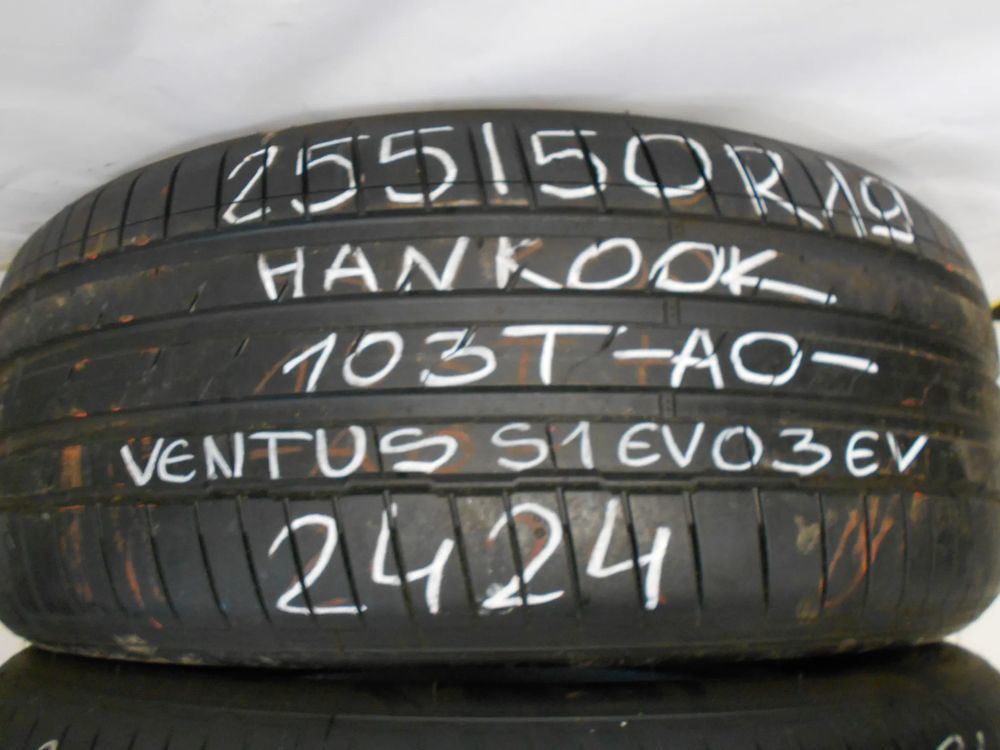 255/50R19
HANKOOK
103T -AO-
VENTUS S1 EVO3 EV
2424